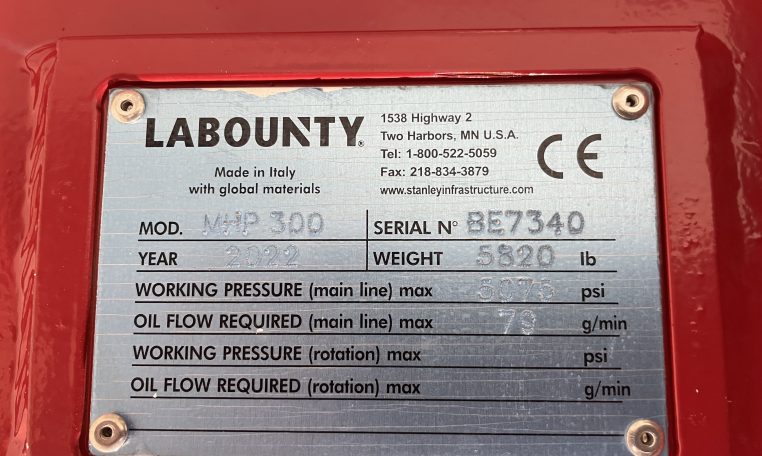 LABOUNTY®
1538 Highway 2
Two Harbors, MN U.S.A.
Tel: 1-800-522-5059
Fax: 218-834-3879
www.stanleyinfrastructure.com
CE
Made in Italy
with global materials
MOD. MHP 300
SERIAL N° BE7340
YEAR 2022
WEIGHT 5820 lb
WORKING PRESSURE (main line) max 5075 psi
OIL FLOW REQUIRED (main line) max 79 g/min
WORKING PRESSURE (rotation) max psi
OIL FLOW REQUIRED (rotation) max g/min